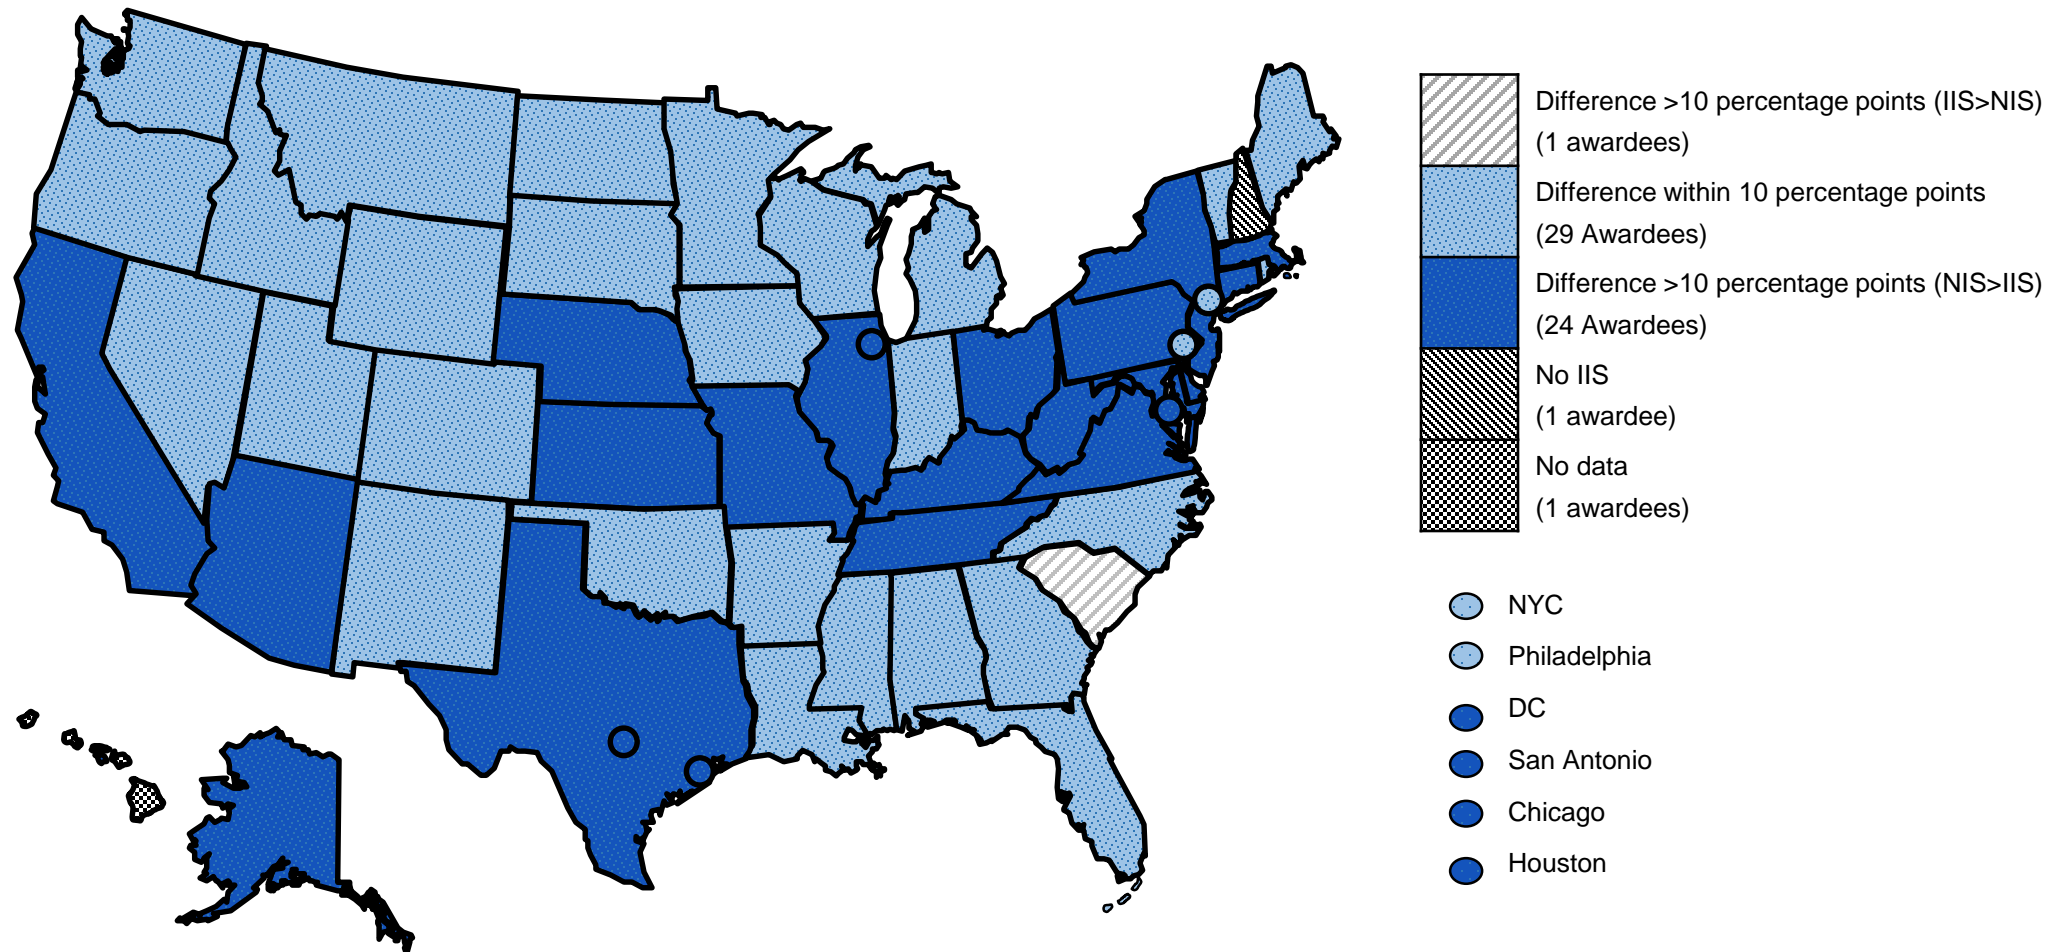 Difference >10 percentage points (IIS>NIS)
(1 awardees)
Difference within 10 percentage points
(29 Awardees)
Difference >10 percentage points (NIS>IIS)
(24 Awardees)
No IIS
(1 awardee)
No data
(1 awardees)
NYC
Philadelphia
DC
San Antonio
Chicago
Houston